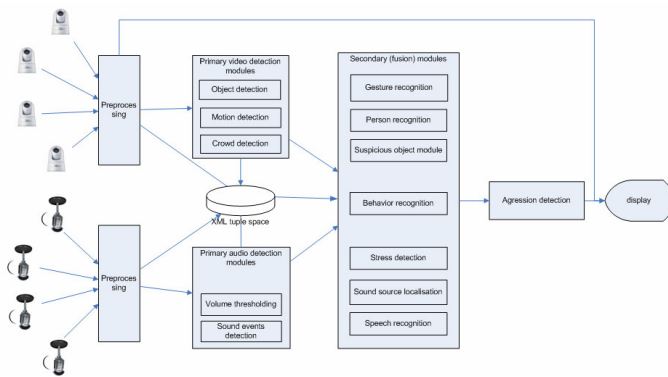 Preproces
sing
Primary video detection
modules
Object detection
Motion detection
Crowd detection
XML tuple space
Preproces
sing
Primary audio detection
modules
Volume thresholding
Sound events
detection
Secondary (fusion) modules
Gesture recognition
Person recognition
Suspicious object module
Behavior recognition
Stress detection
Sound source localisation
Speech recognition
Agression detection
display